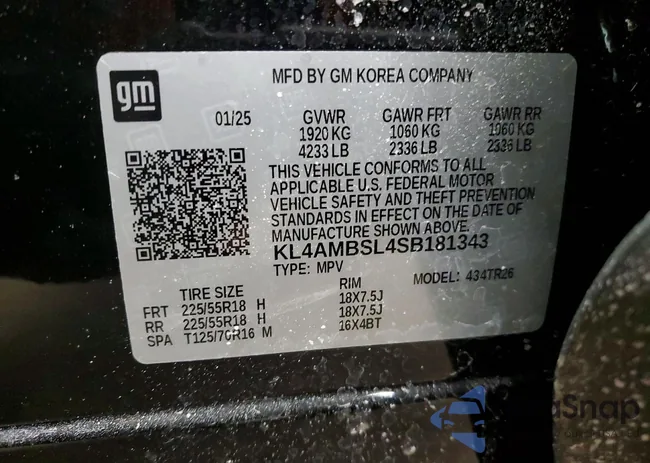 gm
MFD BY GM KOREA COMPANY
01/25 GVWR GAWR FRT GAWR RR
1920 KG 1060 KG 1060 KG
4233 LB 2336 LB 2336 LB
THIS VEHICLE CONFORMS TO ALL
APPLICABLE U.S. FEDERAL MOTOR
VEHICLE SAFETY AND THEFT PREVENTION
STANDARDS IN EFFECT ON THE DATE OF
MANUFACTURE SHOWN ABOVE.
KL4AMBSL4SB181343
TYPE: MPV MODEL: 434TR26
TIRE SIZE RIM
FRT 225/55R18 H 18X7.5J
RR 225/55R18 H 18X7.5J
SPA T125/70R16 M 16X4BT